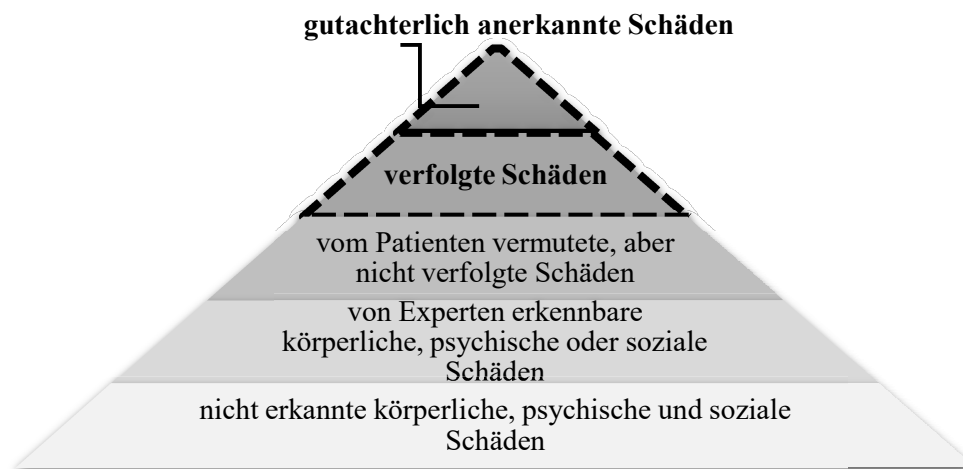 gutachterlich anerkannte Schäden
verfolgte Schäden
vom Patienten vermutete, aber
nicht verfolgte Schäden
von Experten erkennbare
körperliche, psychische oder soziale
Schäden
nicht erkannte körperliche, psychische und soziale
Schäden